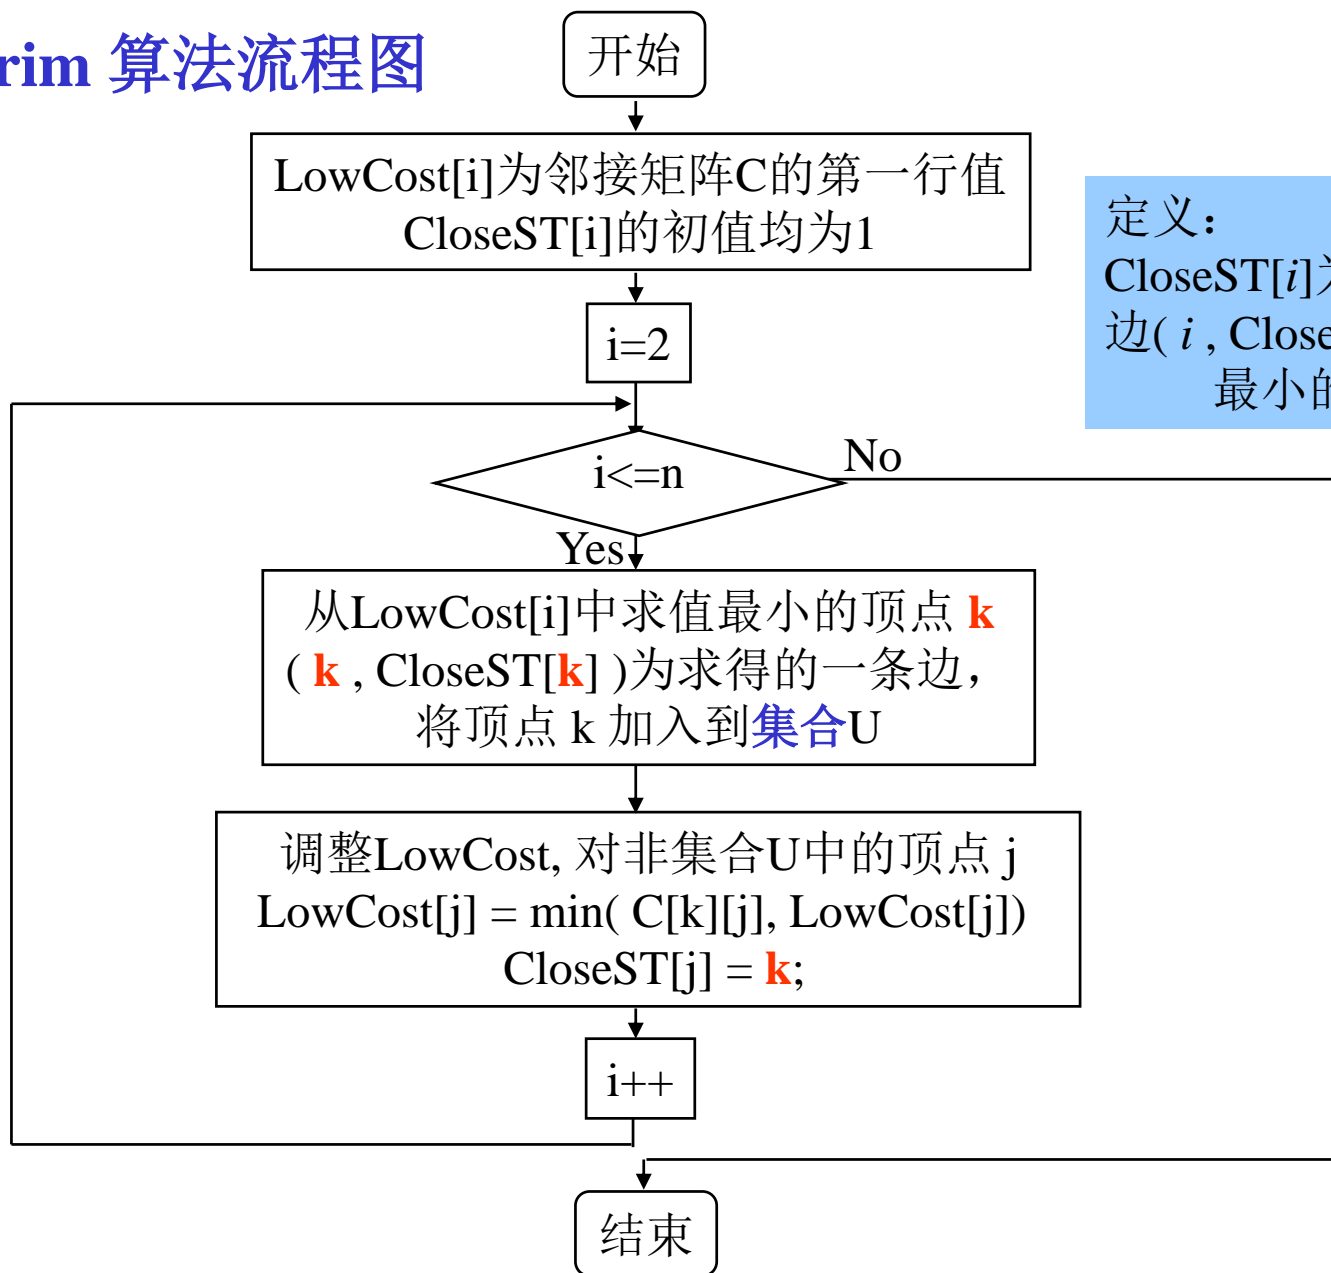 rim 算法流程图
开始
LowCost[i]为邻接矩阵C的第一行值
CloseST[i]的初值均为1
定义：
CloseST[i]
边( i , Close
最小的
i=2
i<=n
No
Yes
从LowCost[i]中求值最小的顶点 k
( k , CloseST[k] )为求得的一条边，
将顶点 k 加入到集合U
调整LowCost, 对非集合U中的顶点 j
LowCost[j] = min( C[k][j], LowCost[j])
CloseST[j] = k;
i++
结束